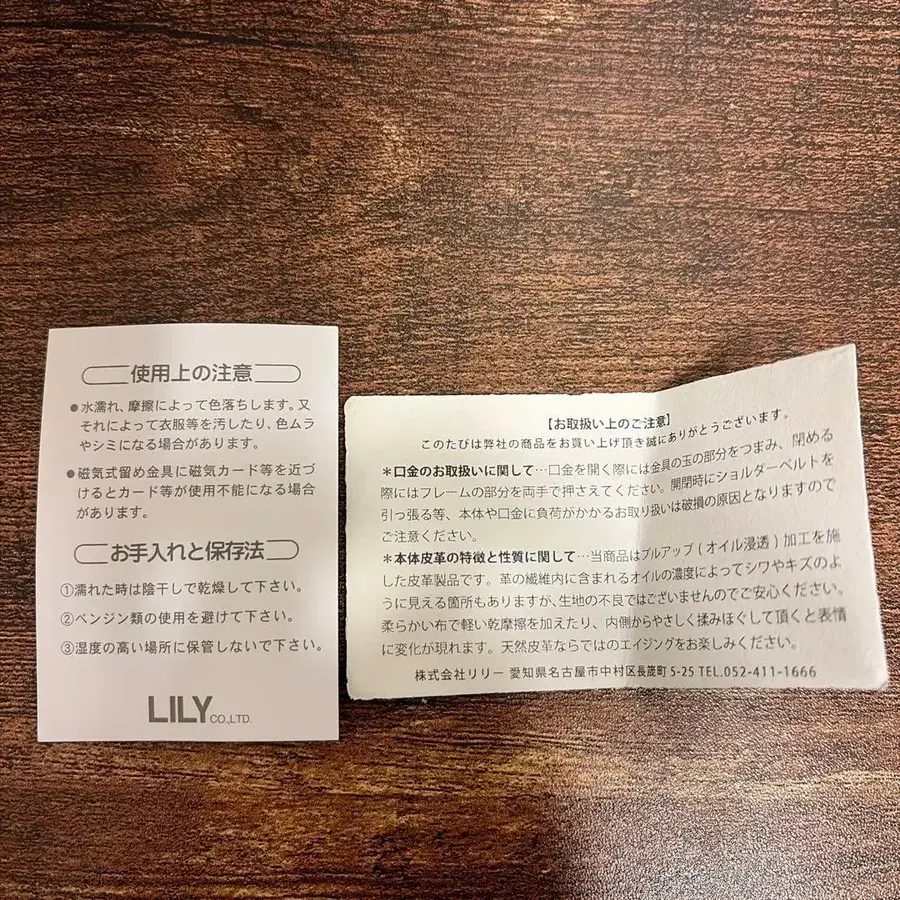 使用上の注意
●水濡れ、摩擦によって色落ちします。又
それによって衣服等を汚したり、色ムラ
やシミになる場合があります。
●磁気式留め金具に磁気カード等を近づ
けるとカード等が使用不能になる場合
があります。
お手入れと保存法
①濡れた時は陰干しで乾燥して下さい。
②ベンジン類の使用を避けて下さい。
③湿度の高い場所に保管しないで下さい。
LILY CO.,LTD.
【お取扱い上のご注意】
このたびは弊社の商品をお買い上げ頂き誠にありがとうございます。
＊口金のお取扱いに関して…口金を開く際には金具の玉の部分をつまみ、閉める
際にはフレームの部分を両手で押さえてください。開閉時にショルダーベルトを
引っ張る等、本体や口金に負荷がかかるお取り扱いは破損の原因となりますので
ご注意ください。
＊本体皮革の特徴と性質に関して…当商品はプルアップ(オイル浸透)加工を施
した皮革製品です。革の繊維内に含まれるオイルの濃度によってシワやキズのよ
うに見える箇所もありますが、生地の不良ではございませんのでご安心ください。
柔らかい布で軽い乾摩擦を加えたり、内側からやさしく揉みほぐして頂くと表情
に変化が現れます。天然皮革ならではのエイジングをお楽しみください。
株式会社リリー 愛知県名古屋市中村区長筬町 5-25 TEL.052-411-1666